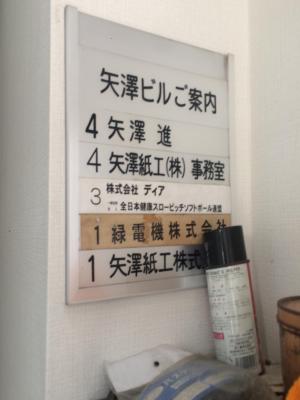 矢澤ビルご案内
4 矢澤 進
4 矢澤紙工(株) 事務室
3 株式会社 ディア
全日本健康スローピッチソフトボール連盟
1 緑電機株式会社
1 矢澤紙工株式